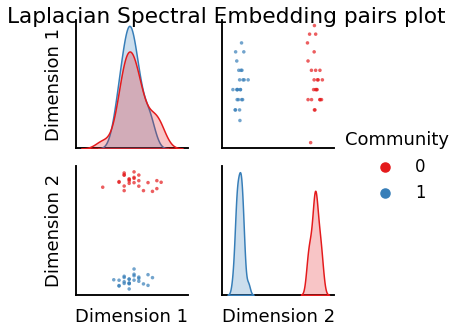 Laplacian Spectral Embedding pairs plot
Dimension 1
Community
0
1
Dimension 2
Dimension 1
Dimension 2